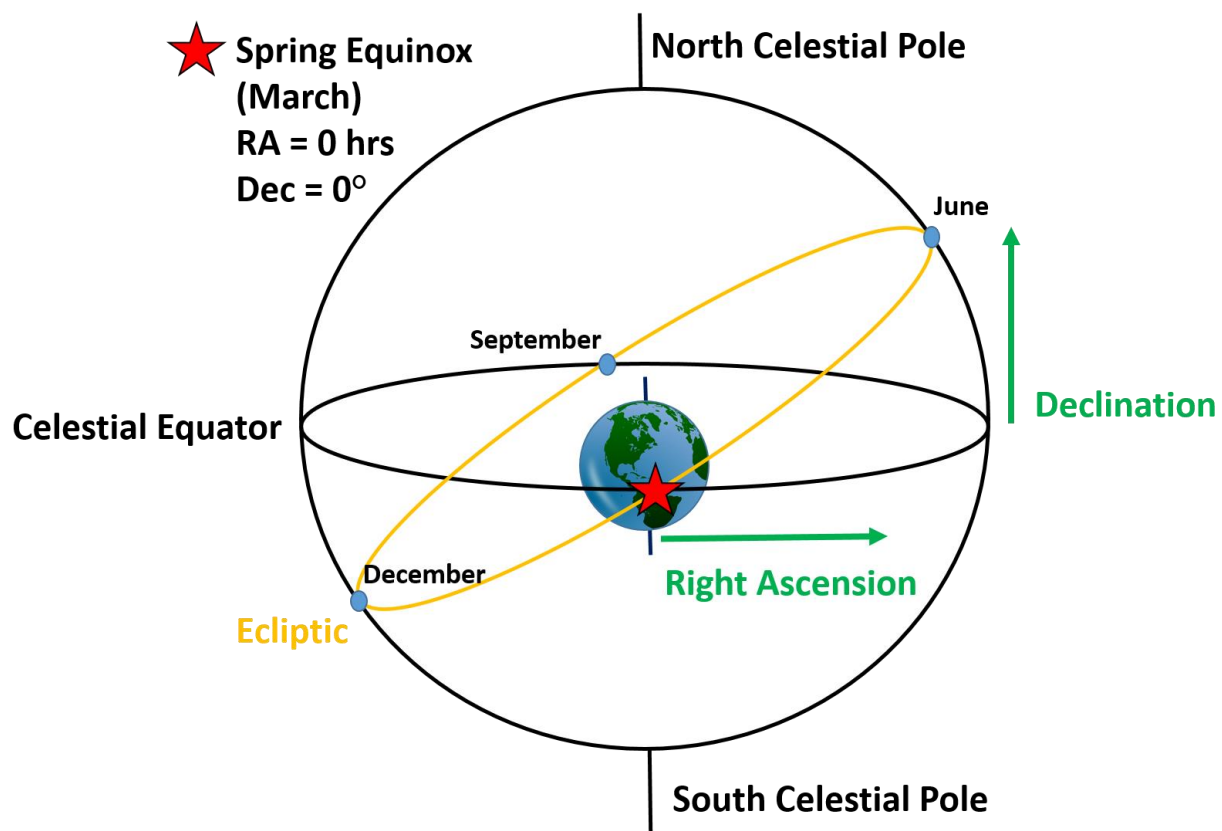 North Celestial Pole
Spring Equinox
(March)
RA = 0 hrs
Dec = 0°
June
September
Declination
Celestial Equator
December
Right Ascension
Ecliptic
South Celestial Pole